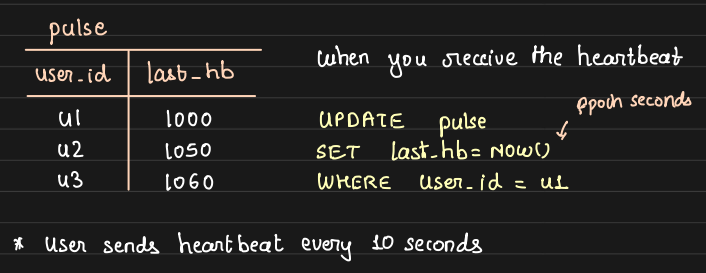 pulse
user_id last_hb
u1 1000
u2 1050
u3 1060
When you receive the heartbeat
epoch seconds
UPDATE pulse
SET last_hb = NOW()
WHERE user_id = u1
* User sends heartbeat every 10 seconds